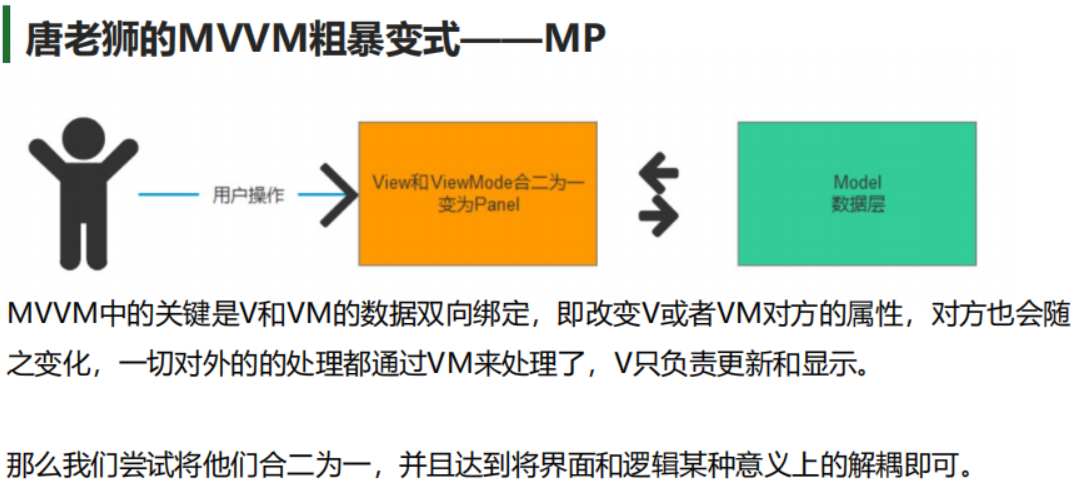 唐老狮的MVVM粗暴变式——MP
用户操作
View和ViewMode合二为一
变为Panel
Model
数据层
MVVM中的关键是V和VM的数据双向绑定，即改变V或者VM对方的属性，对方也会随
之变化，一切对外的的处理都通过VM来处理了，V只负责更新和显示。
那么我们尝试将他们合二为一，并且达到将界面和逻辑某种意义上的解耦即可。